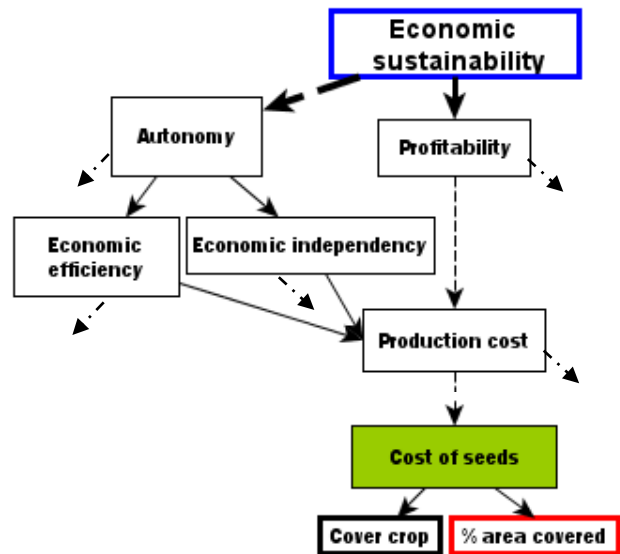 Economic
sustainability
Autonomy
Profitability
Economic
efficiency
Economic independency
Production cost
Cost of seeds
Cover crop
% area covered